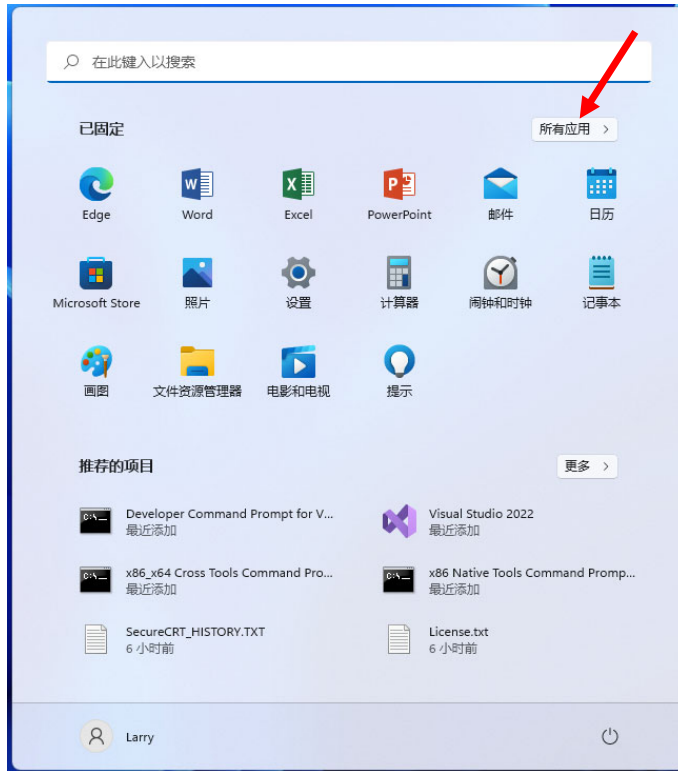 在此键入以搜索
已固定
所有应用 >
Edge
Word
Excel
PowerPoint
邮件
日历
Microsoft Store
照片
设置
计算器
闹钟和时钟
记事本
画图
文件资源管理器
电影和电视
提示
推荐的项目
更多 >
Developer Command Prompt for V...
最近添加
Visual Studio 2022
最近添加
x86_x64 Cross Tools Command Pro...
最近添加
x86 Native Tools Command Promp...
最近添加
SecureCRT_HISTORY.TXT
6 小时前
License.txt
6 小时前
Larry